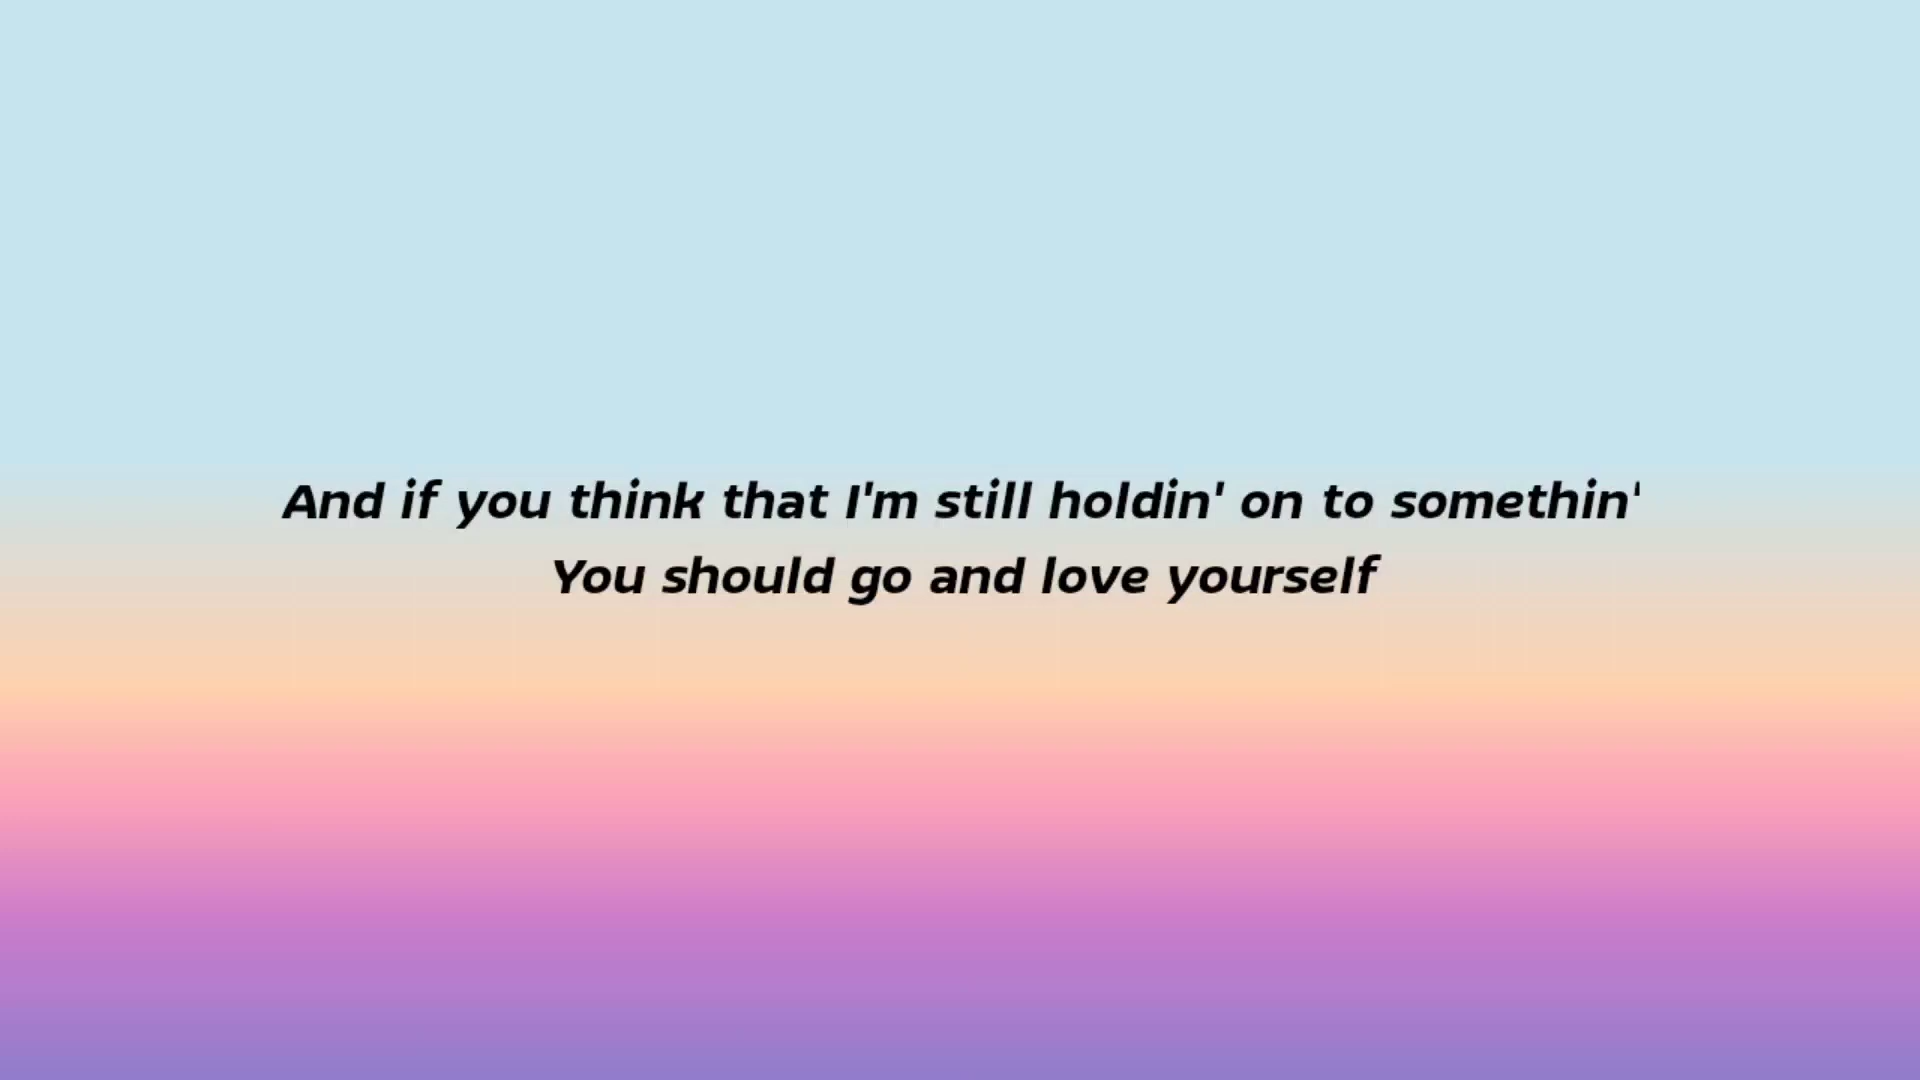 And if you think that I'm still holdin' on to somethin'
You should go and love yourself